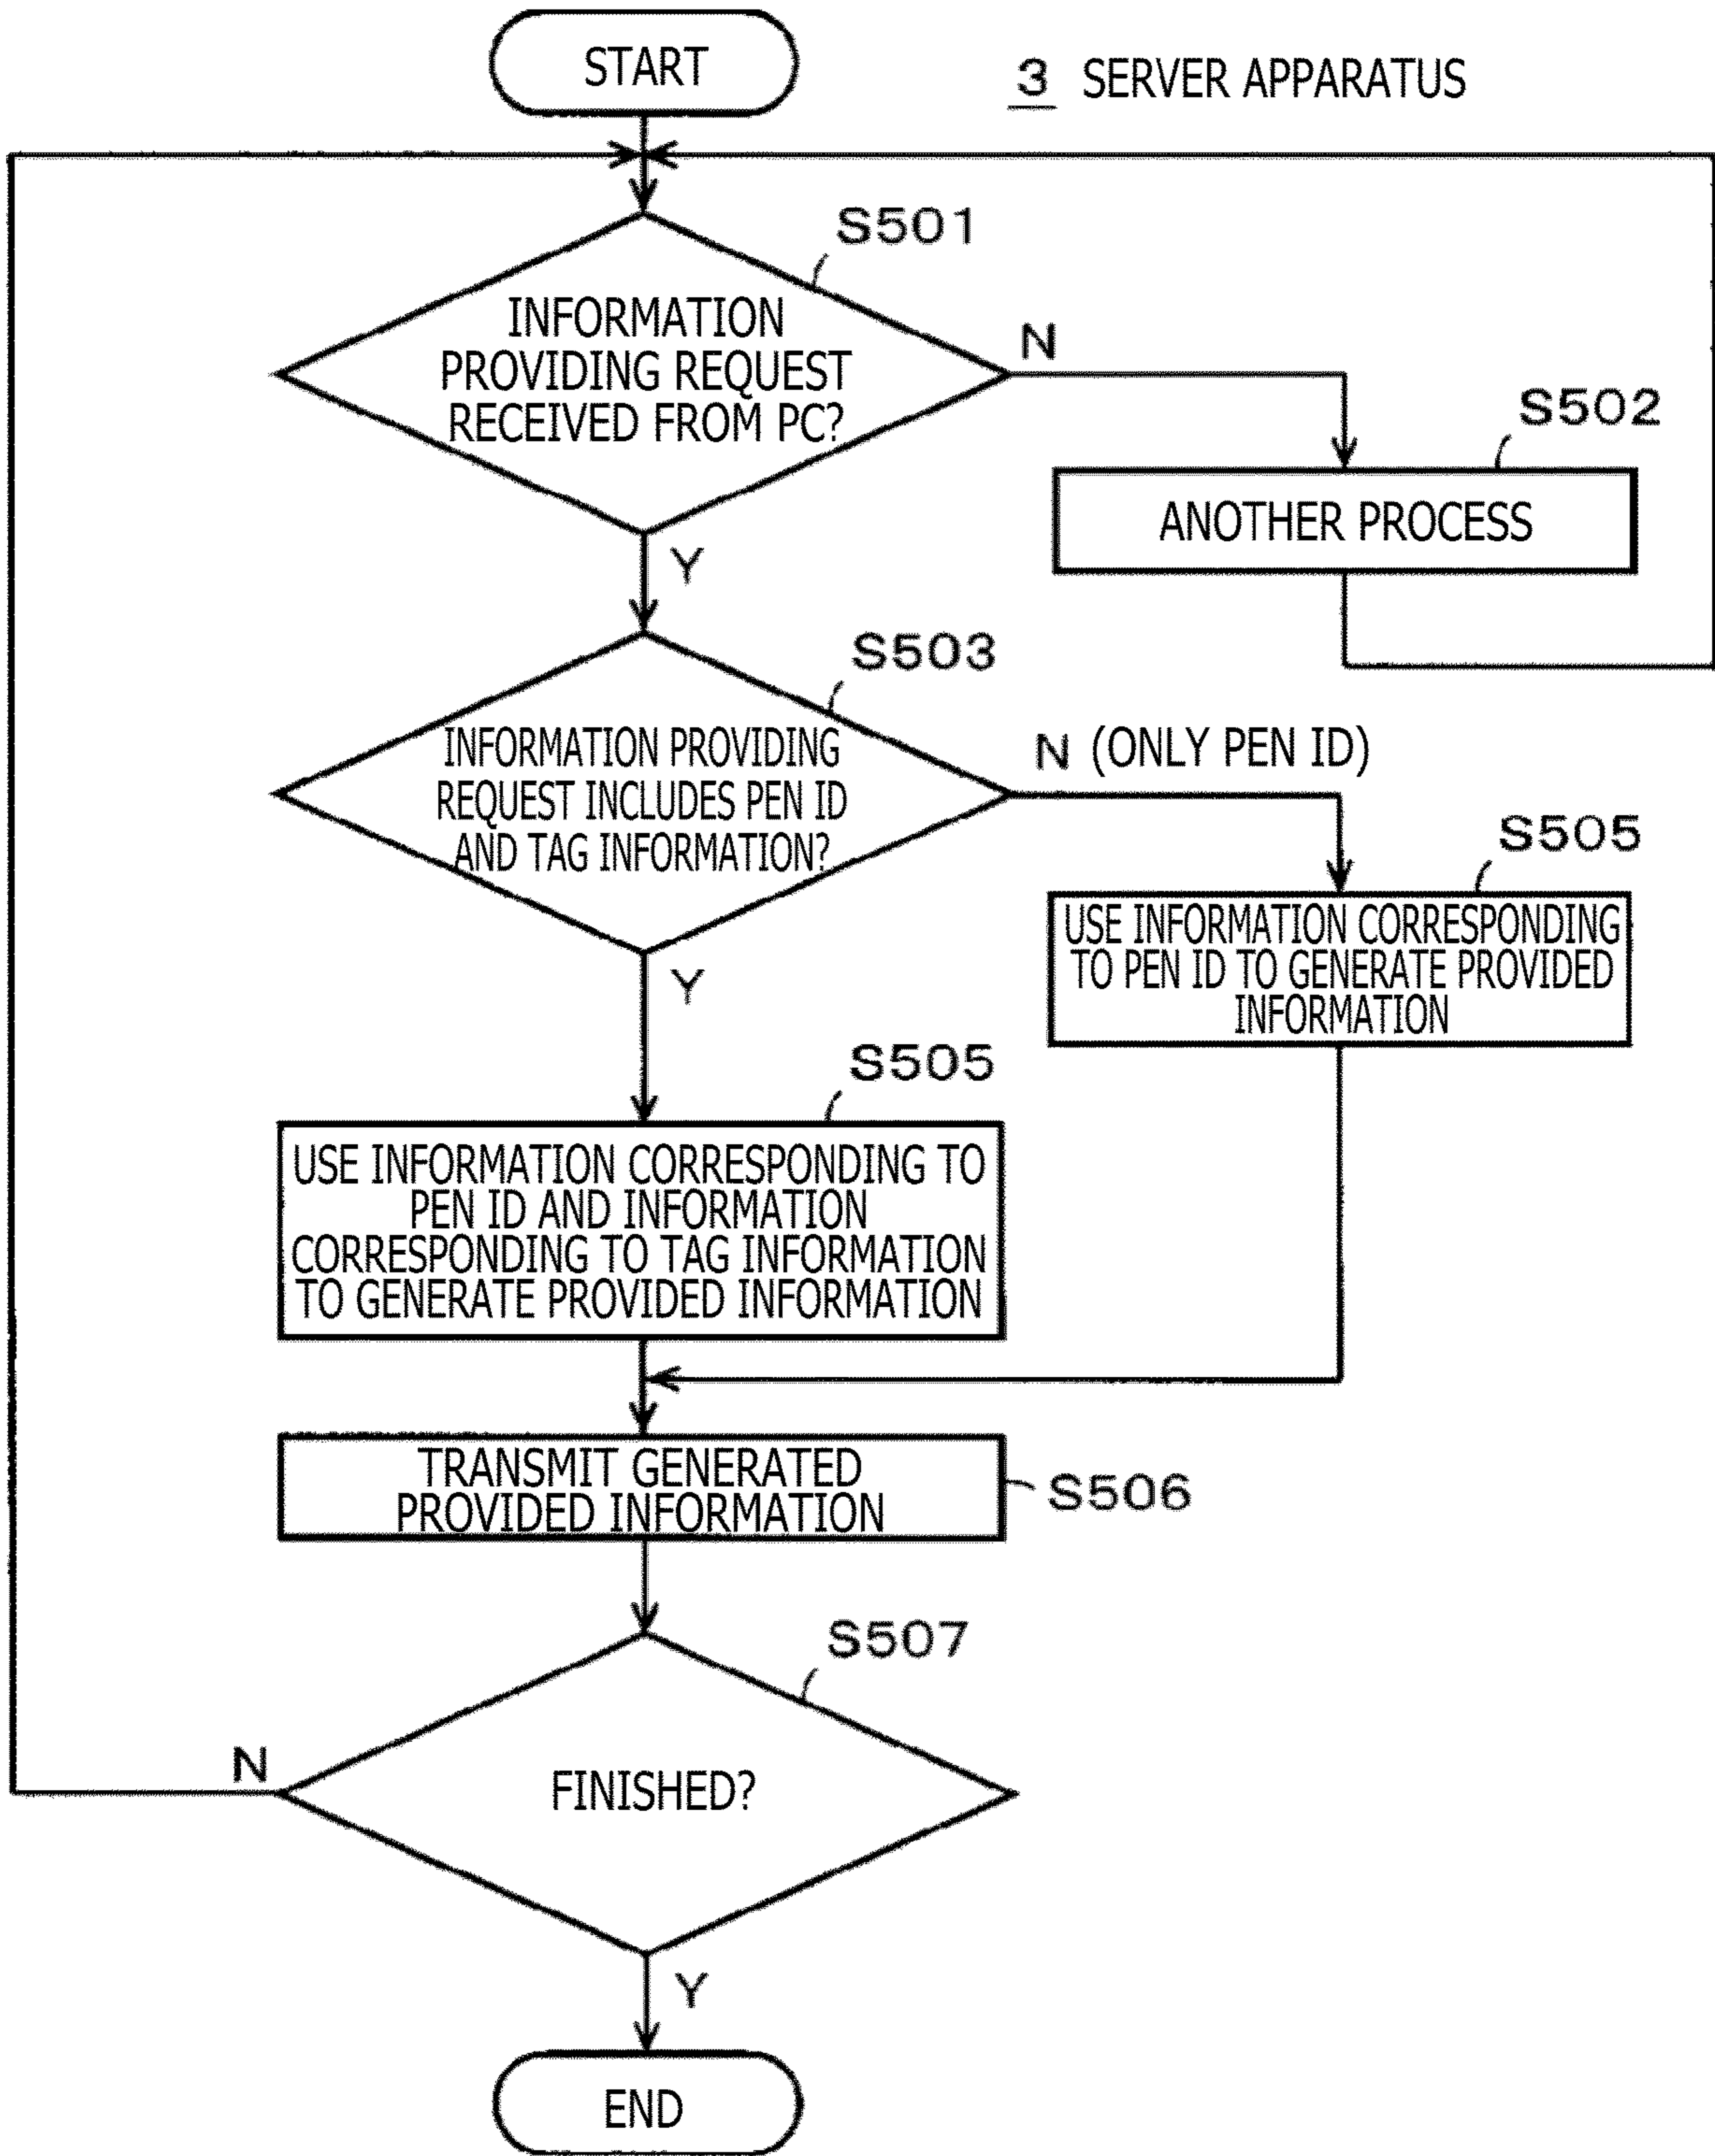 START
3 SERVER APPARATUS
S501
INFORMATION
PROVIDING REQUEST
RECEIVED FROM PC?
N
S502
ANOTHER PROCESS
Y
S503
INFORMATION PROVIDING
REQUEST INCLUDES PEN ID
AND TAG INFORMATION?
N (ONLY PEN ID)
S505
USE INFORMATION CORRESPONDING
TO PEN ID TO GENERATE PROVIDED
INFORMATION
Y
S505
USE INFORMATION CORRESPONDING TO
PEN ID AND INFORMATION
CORRESPONDING TO TAG INFORMATION
TO GENERATE PROVIDED INFORMATION
TRANSMIT GENERATED
PROVIDED INFORMATION
S506
S507
N
FINISHED?
Y
END